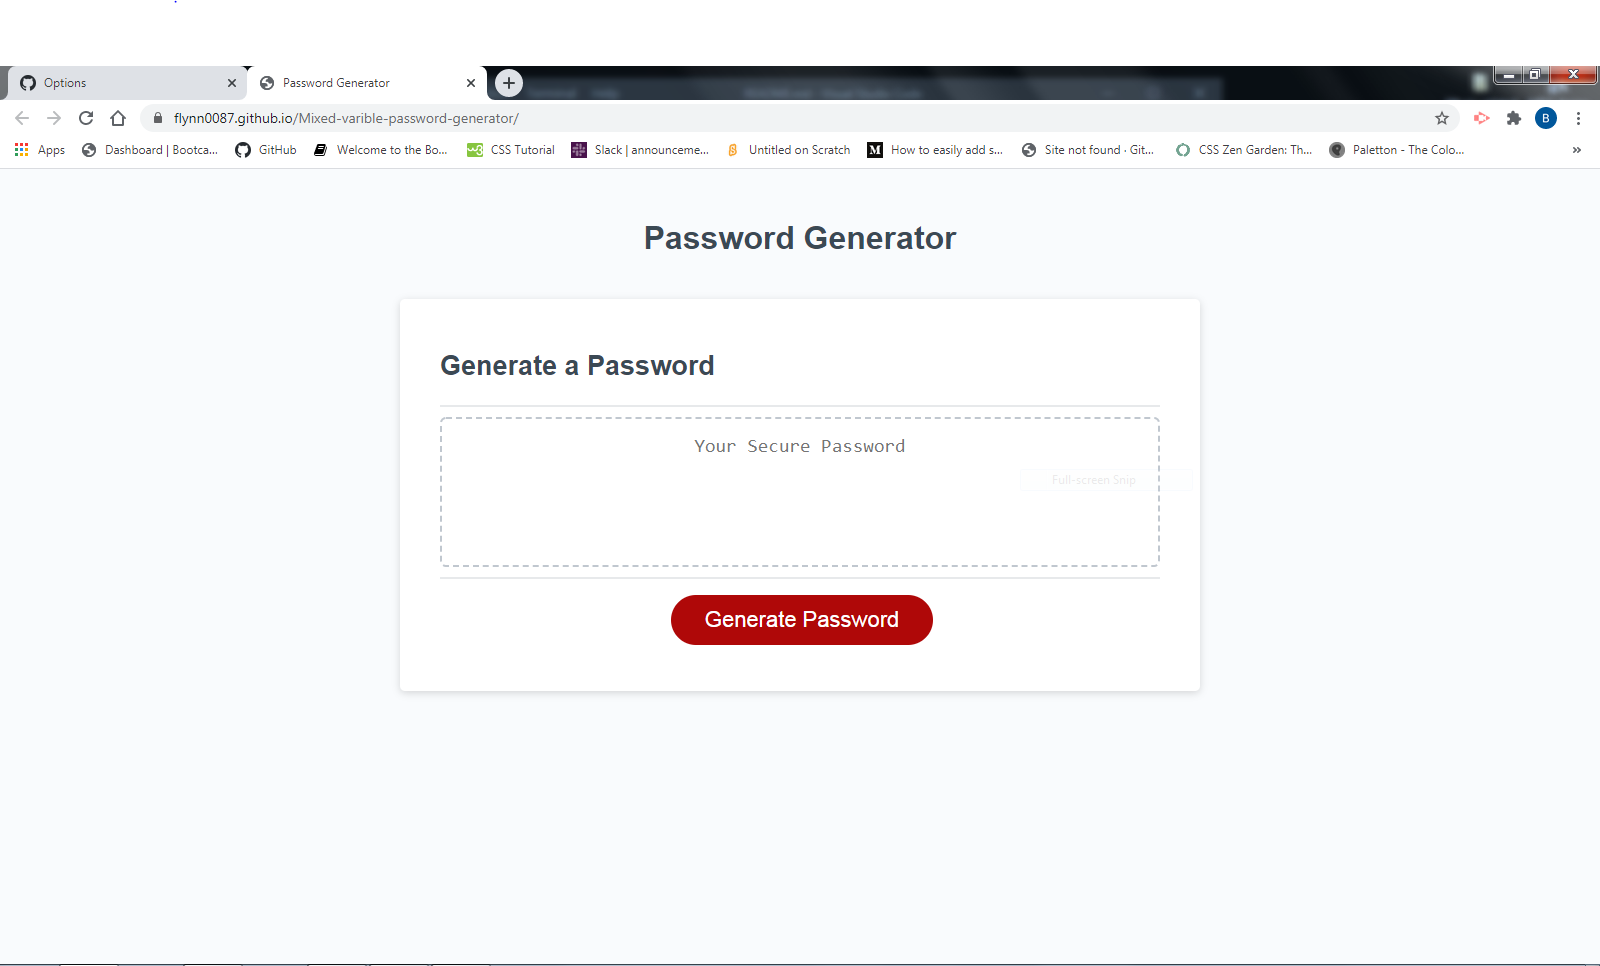 Options
Password Generator
flynn0087.github.io/Mixed-varible-password-generator/
B
Apps
Dashboard | Bootca...
GitHub
Welcome to the Bo...
CSS Tutorial
Slack | announceme...
Untitled on Scratch
How to easily add s...
Site not found · Git...
CSS Zen Garden: Th...
Paletton - The Colo...
»
Password Generator
Generate a Password
Your Secure Password
Full-screen Snip
Generate Password